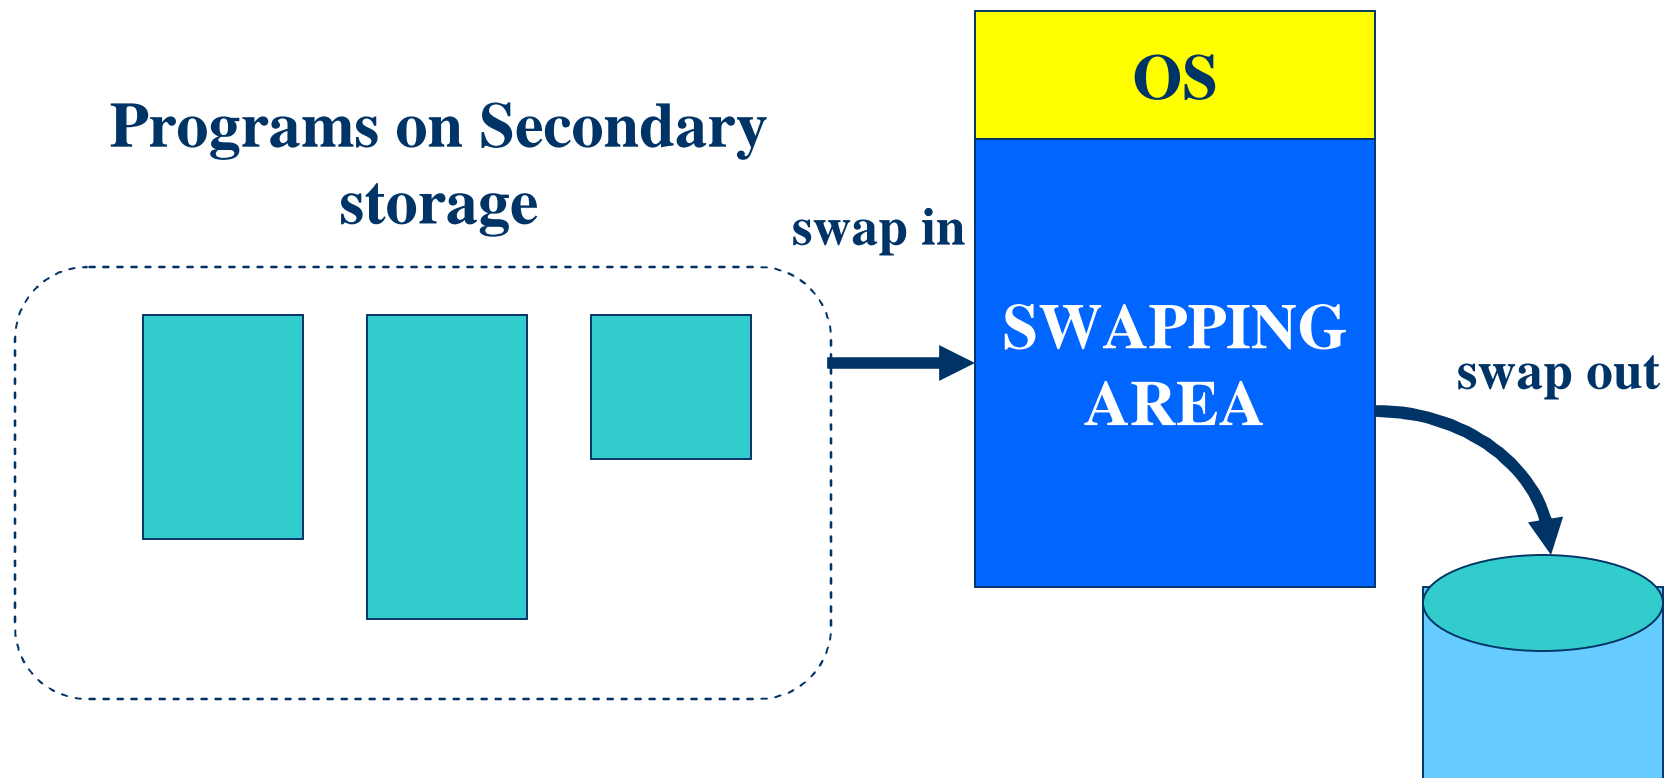 OS
Programs on Secondary
storage
swap in
SWAPPING
AREA
swap out